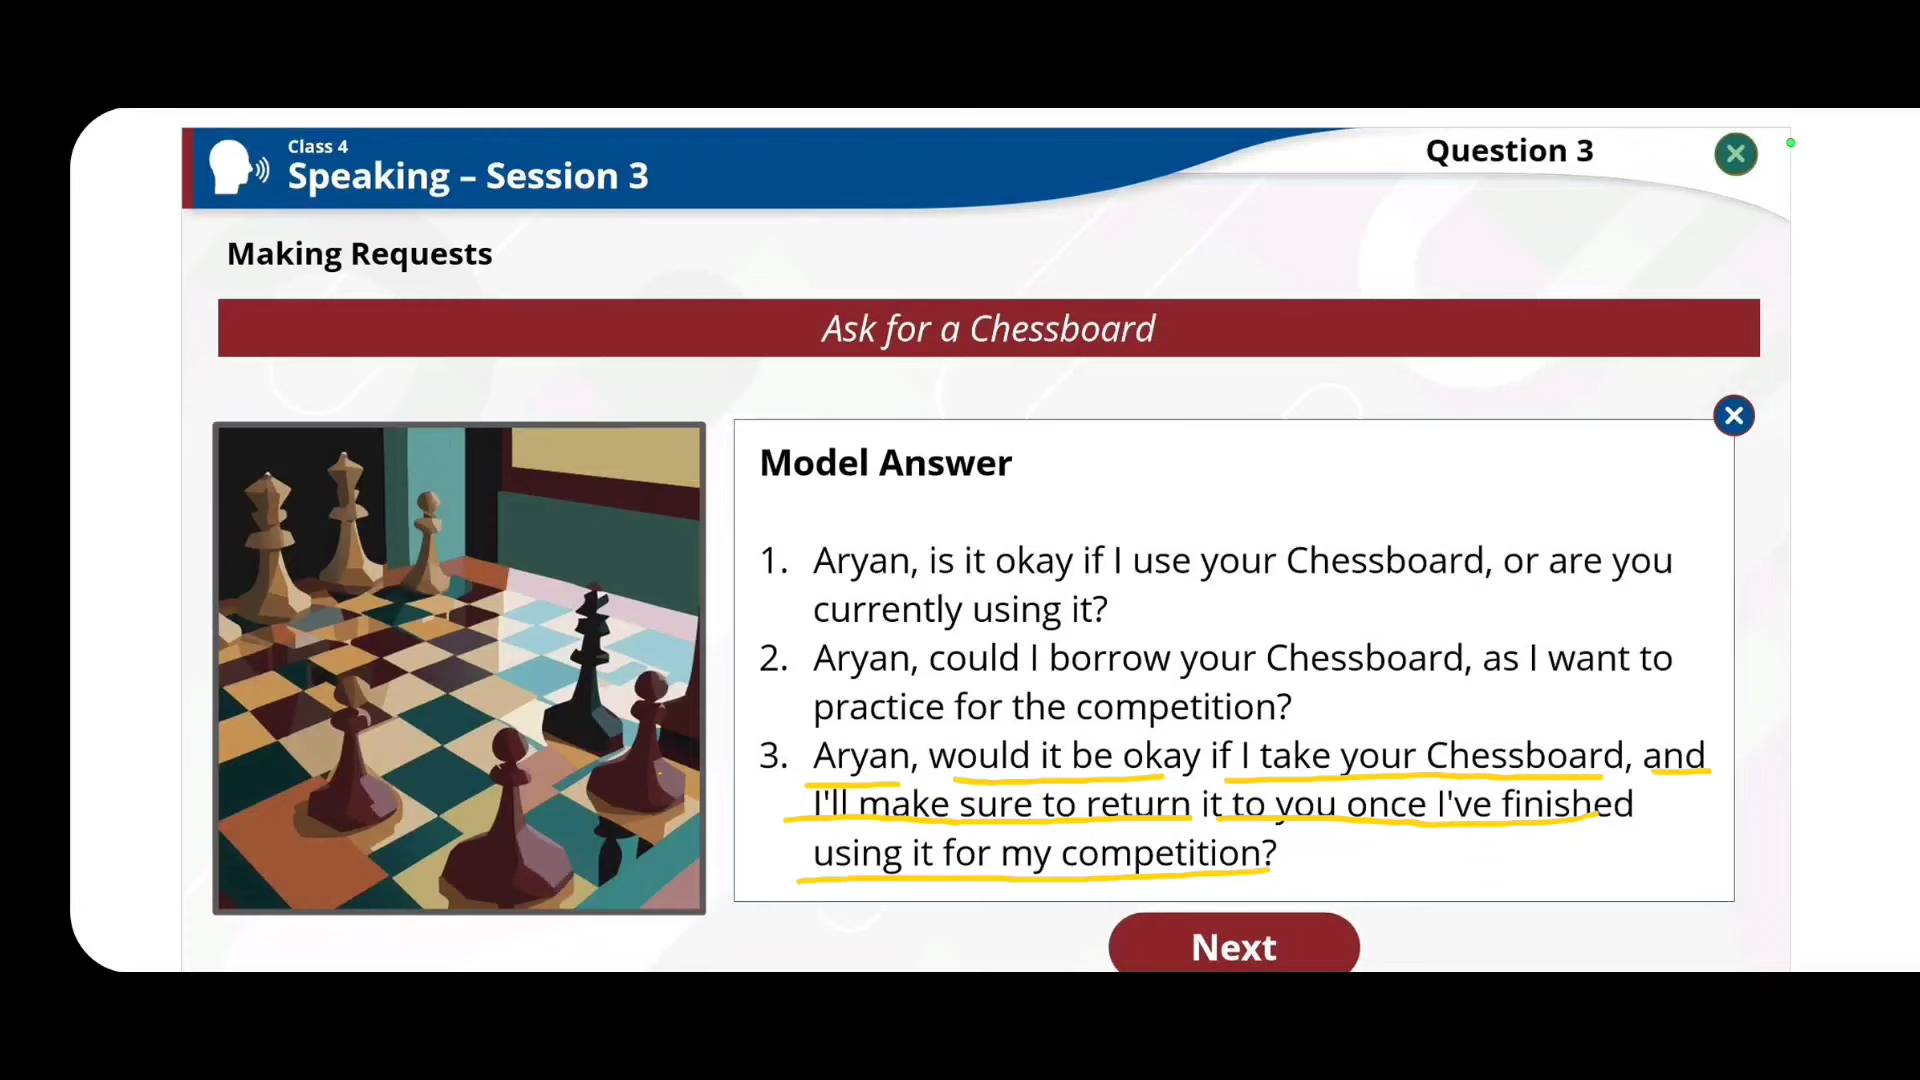 Class 4
Speaking – Session 3
Question 3
Making Requests
Ask for a Chessboard
Model Answer
1. Aryan, is it okay if I use your Chessboard, or are you
currently using it?
2. Aryan, could I borrow your Chessboard, as I want to
practice for the competition?
3. Aryan, would it be okay if I take your Chessboard, and
I'll make sure to return it to you once I've finished
using it for my competition?
Next